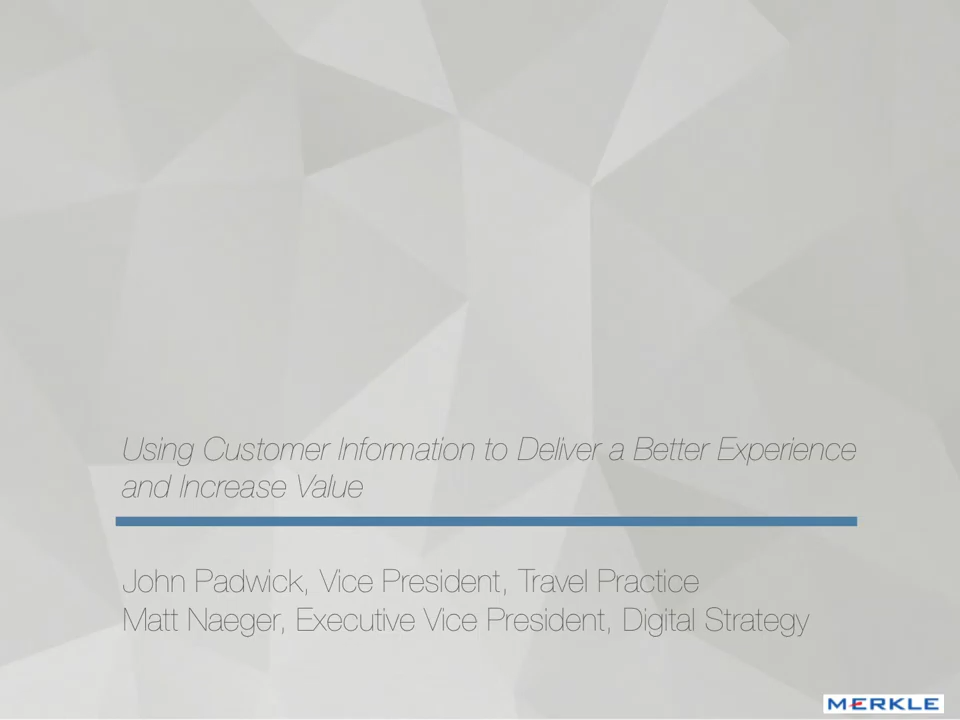 Using Customer Information to Deliver a Better Experience
and Increase Value
John Padwick, Vice President, Travel Practice
Matt Naeger, Executive Vice President, Digital Strategy
MERKLE